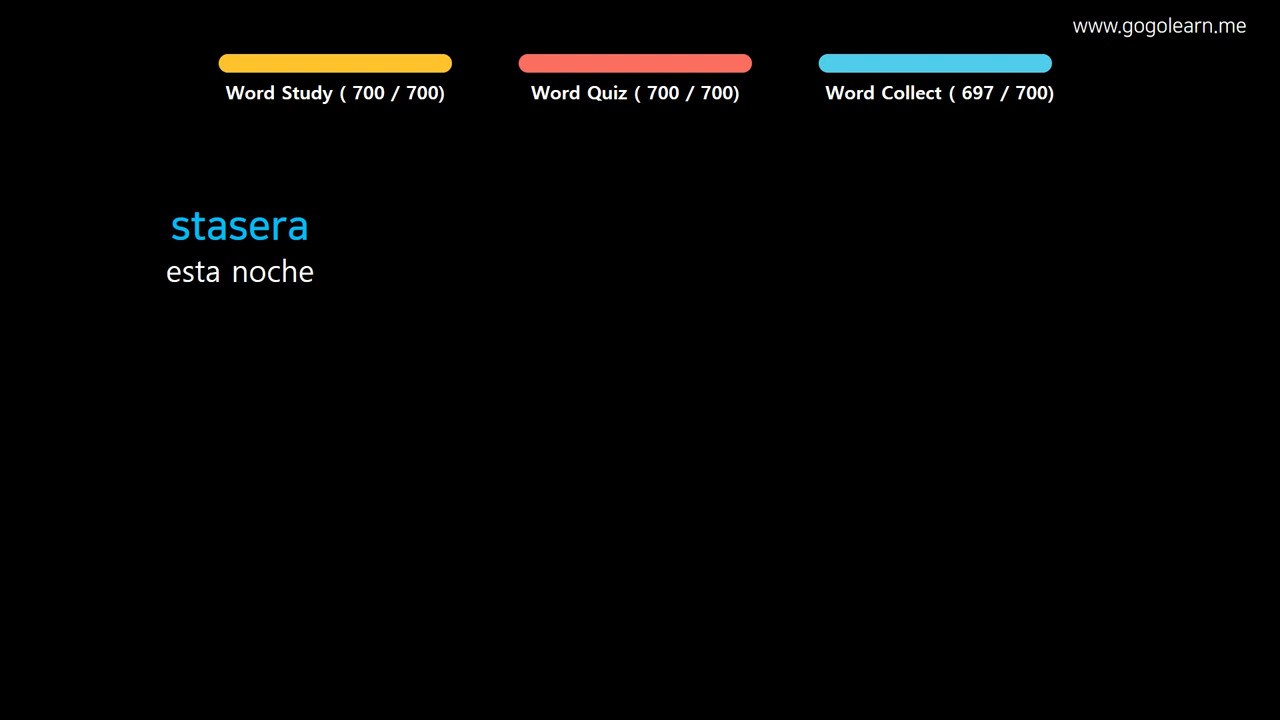 www.gogolearn.me
Word Study ( 700 / 700)
Word Quiz ( 700 / 700)
Word Collect ( 697 / 700)
stasera
esta noche